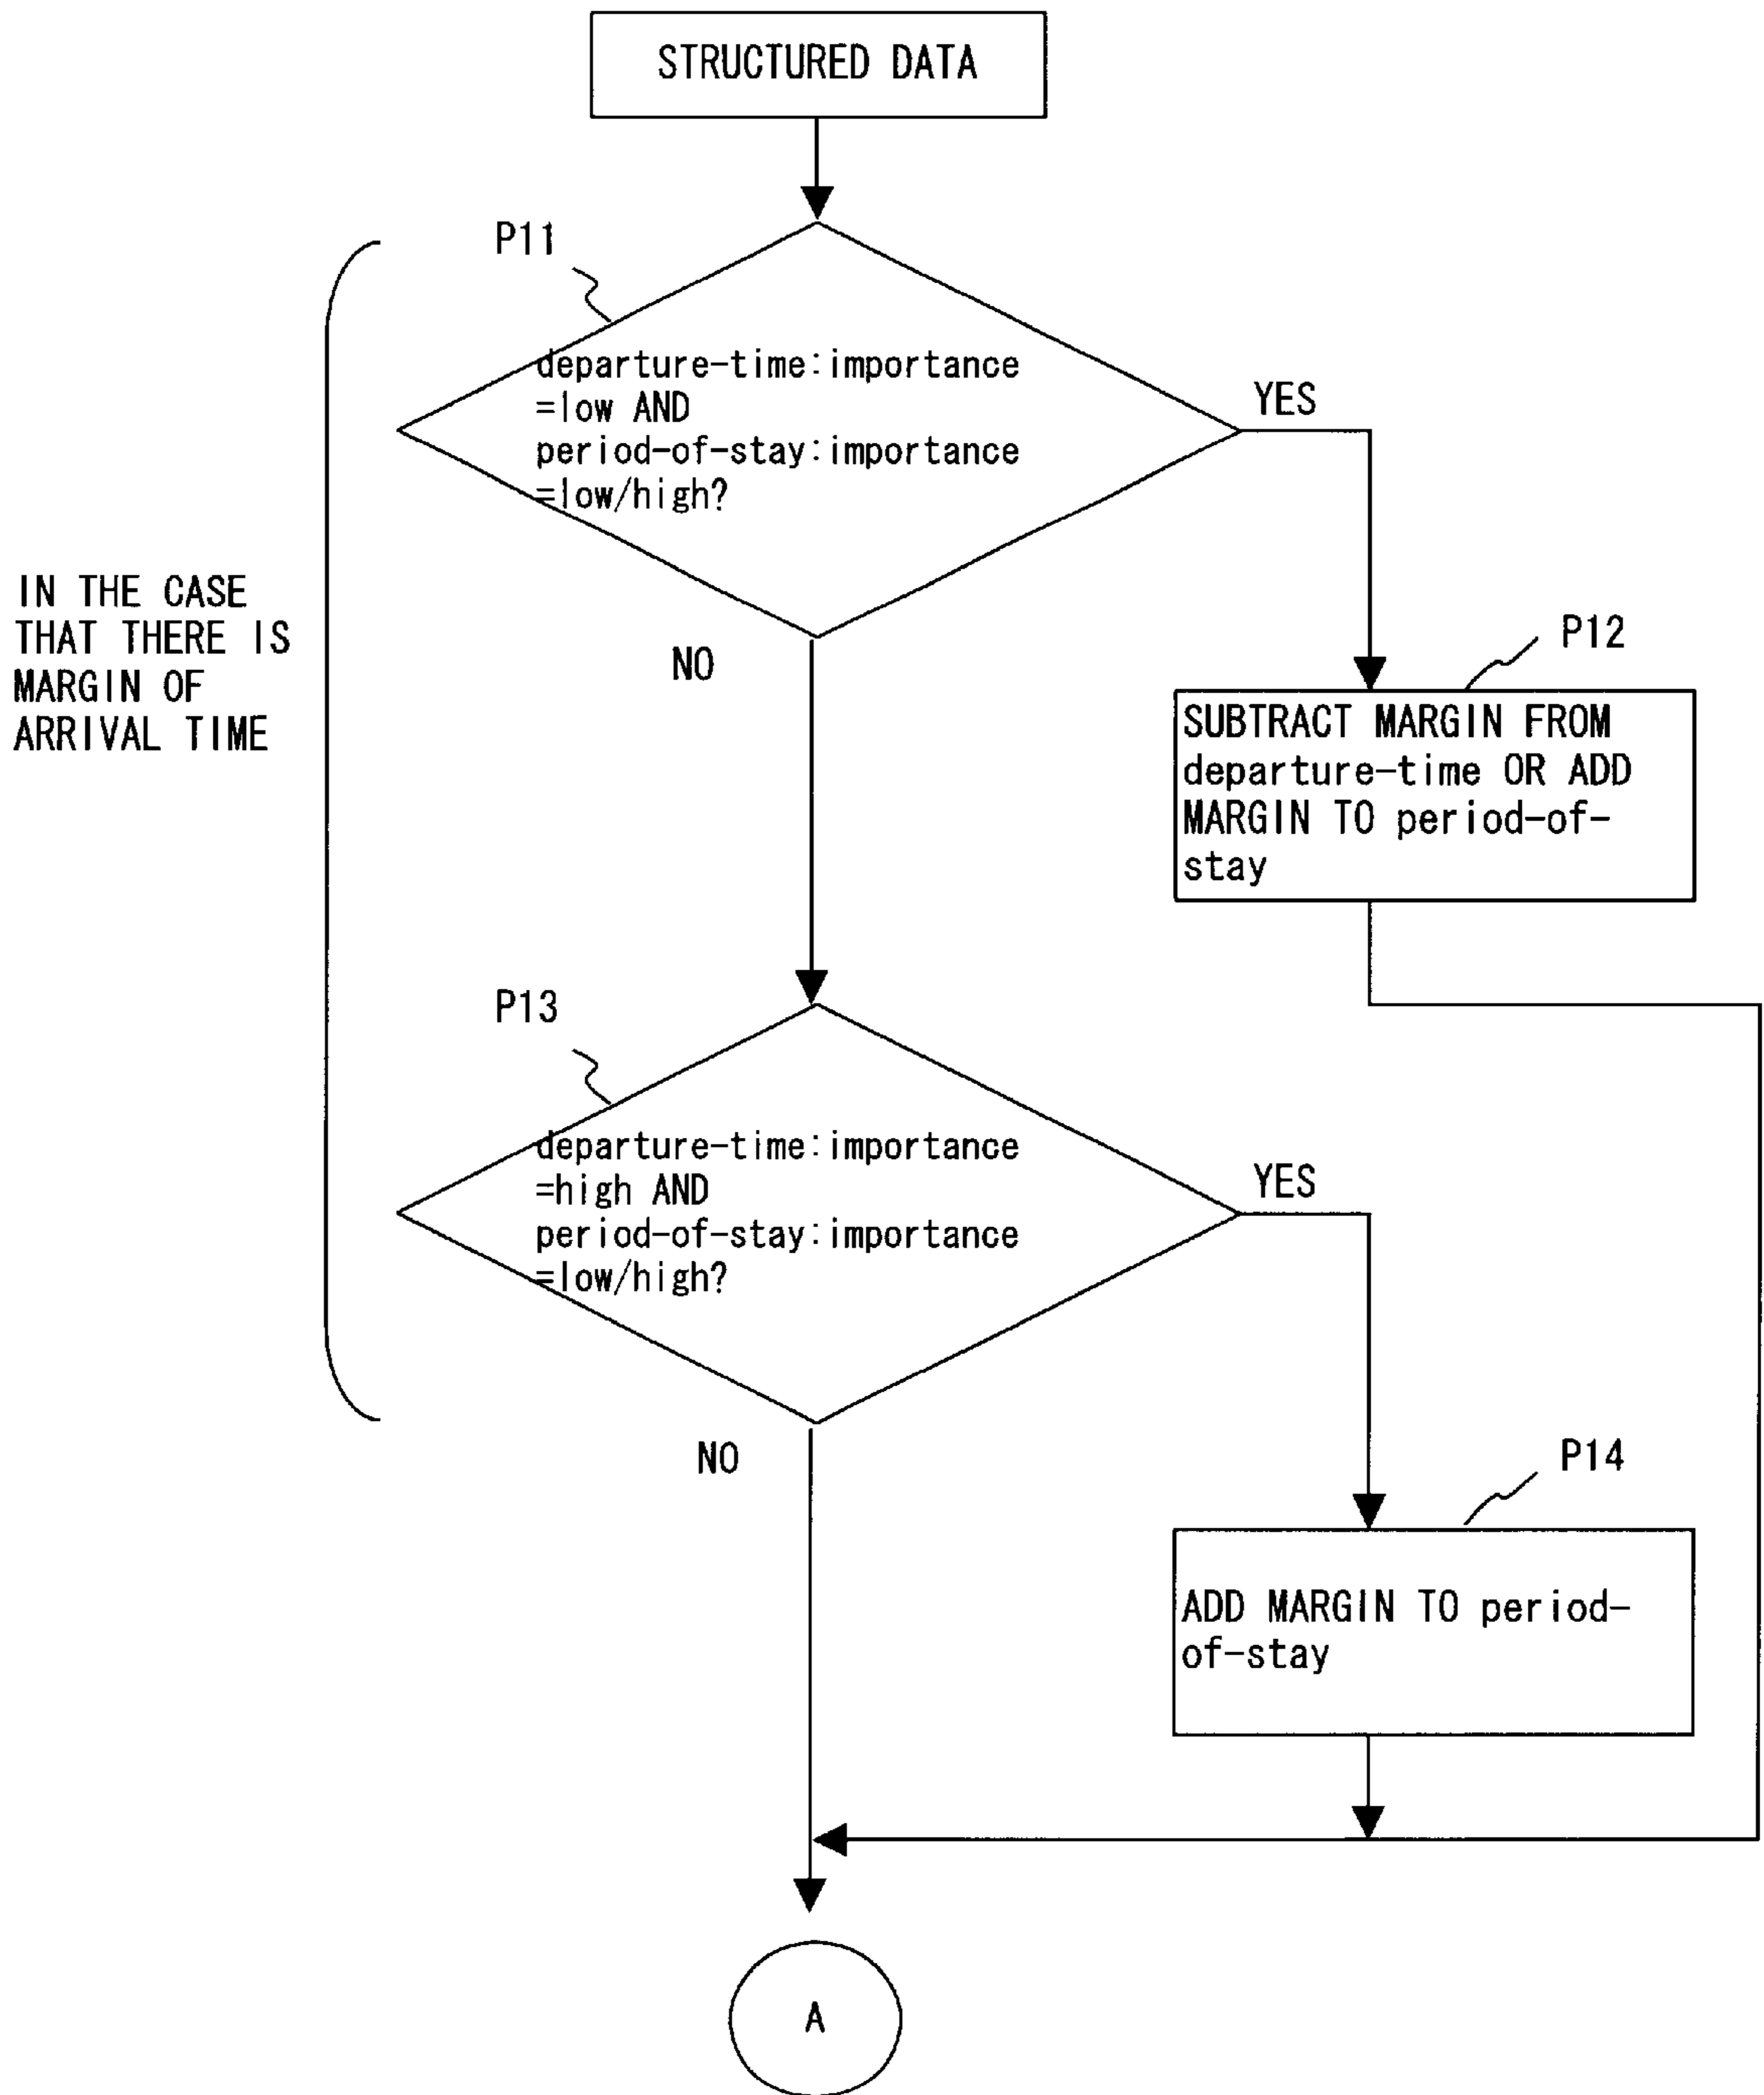 STRUCTURED DATA
P11
departure-time:importance
=low AND
period-of-stay:importance
=low/high?
YES
NO
IN THE CASE
THAT THERE IS
MARGIN OF
ARRIVAL TIME
P12
SUBTRACT MARGIN FROM
departure-time OR ADD
MARGIN TO period-of-
stay
P13
departure-time:importance
=high AND
period-of-stay:importance
=low/high?
YES
NO
P14
ADD MARGIN TO period-
of-stay
A